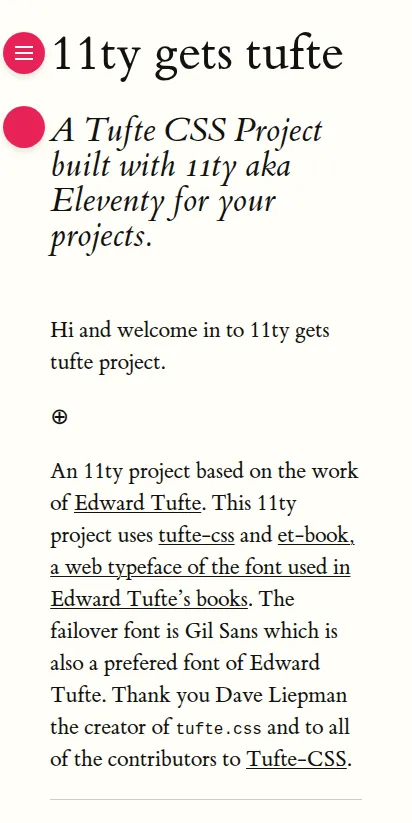 11ty gets tufte
A Tufte CSS Project
built with 11ty aka
Eleventy for your
projects.
Hi and welcome in to 11ty gets
tufte project.
⊕
An 11ty project based on the work
of Edward Tufte. This 11ty
project uses tufte-css and et-book,
a web typeface of the font used in
Edward Tufte’s books. The
failover font is Gil Sans which is
also a prefered font of Edward
Tufte. Thank you Dave Liepman
the creator of tufte.css and to all
of the contributors to Tufte-CSS.